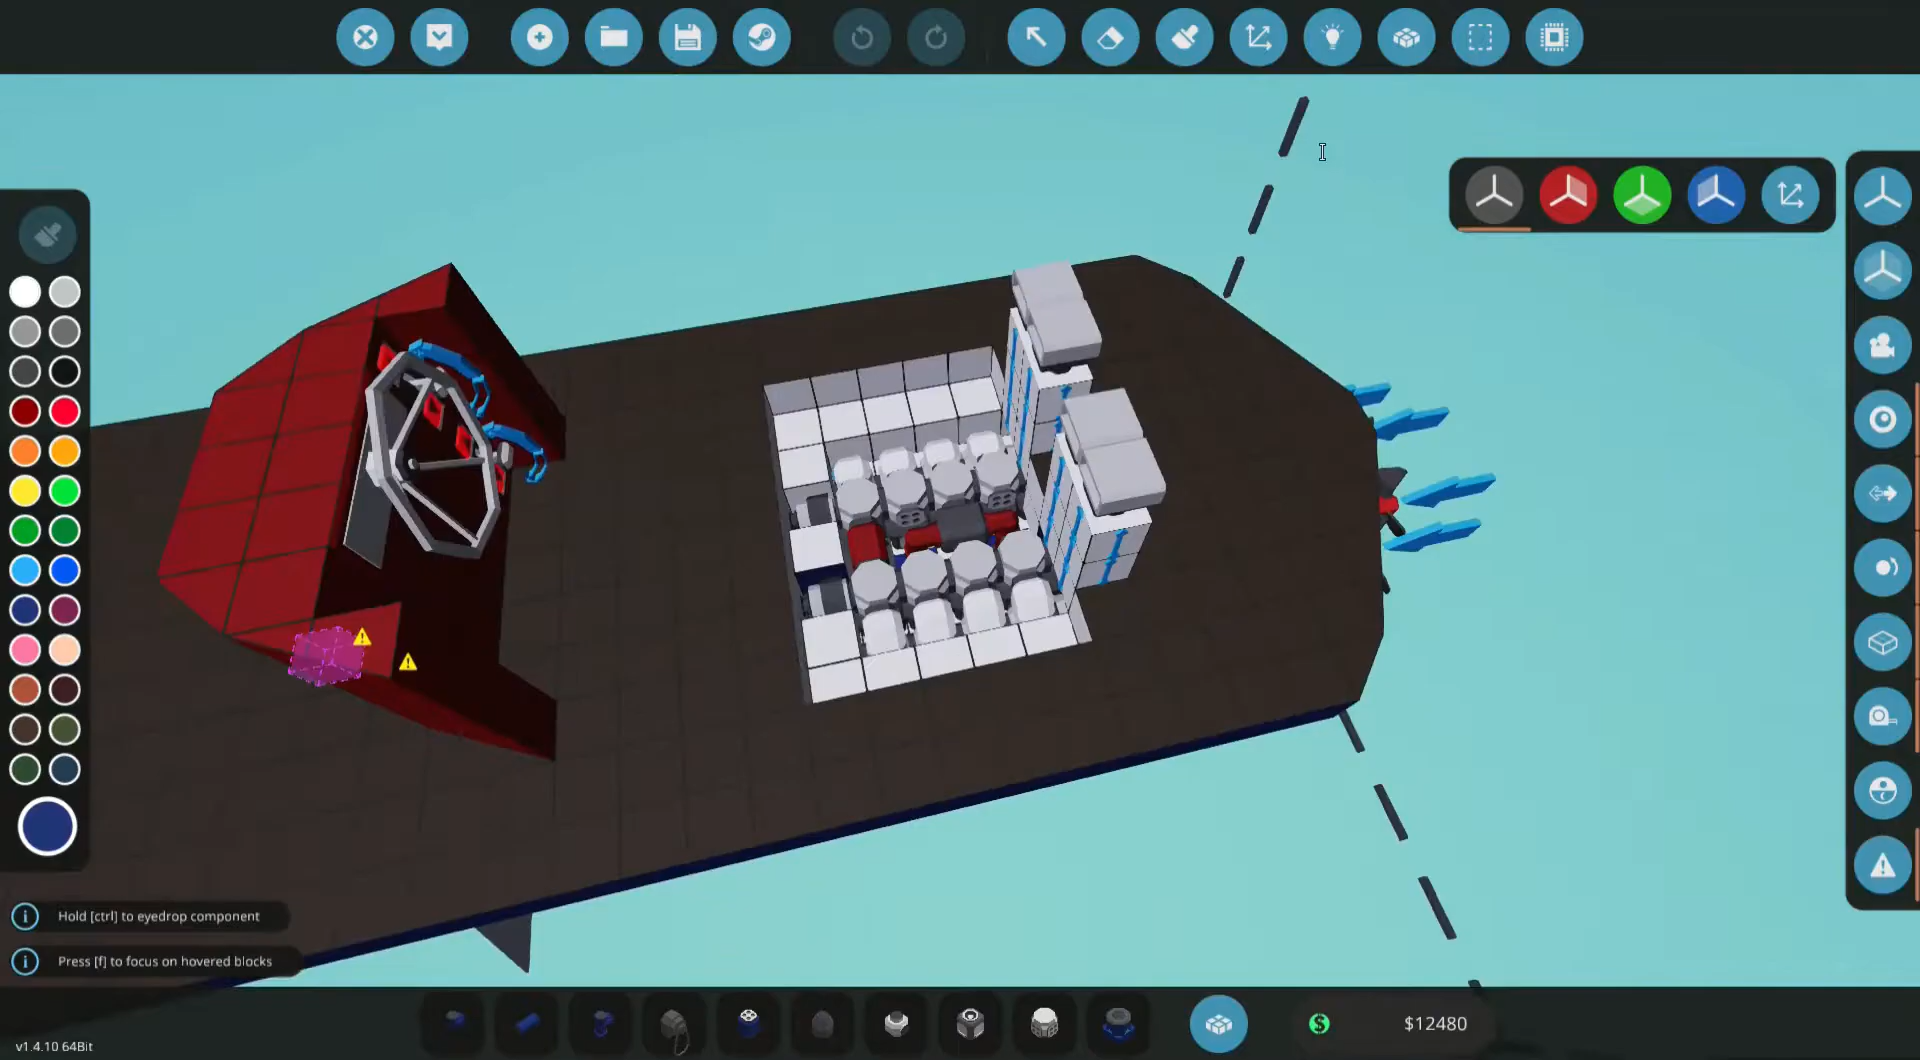 Hold [ctrl] to eyedrop component
Press [f] to focus on hovered blocks
$12480
v1.4.10 64Bit